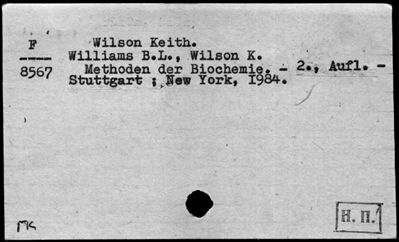 F
8567
Wilson Keith.
Williams B.L., Wilson K.
Methoden der Biochemie. - 2., Aufl. -
Stuttgart ; New York, 1984.
Н. П.